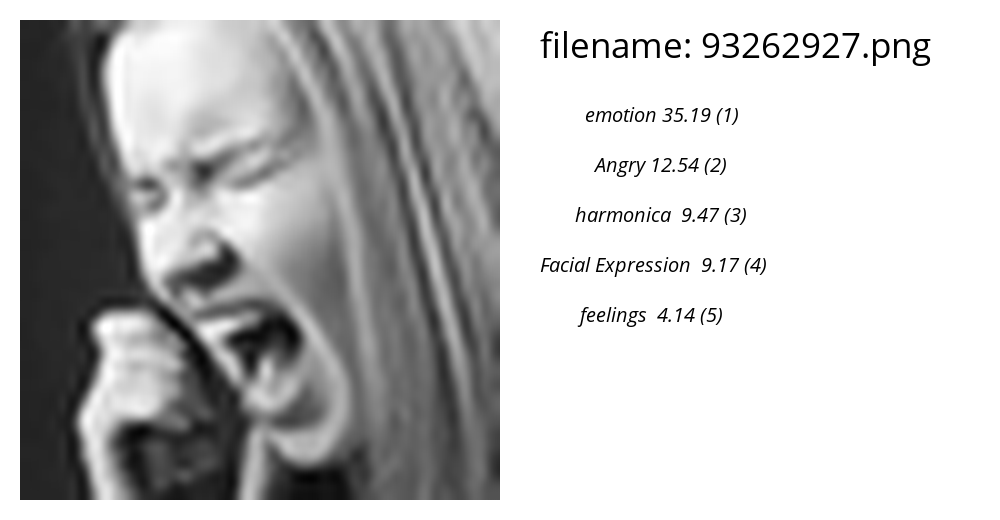 filename: 93262927.png
emotion 35.19 (1)
Angry 12.54 (2)
harmonica  9.47 (3)
Facial Expression  9.17 (4)
feelings  4.14 (5)